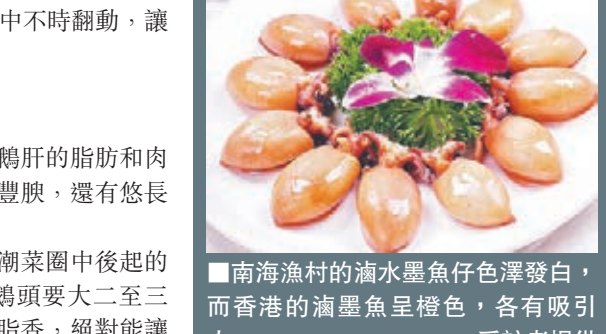 中不時翻動，讓
鵝肝的脂肪和肉
豐腴，還有悠長
潮菜圈中後起的
鵝頭要大二至三
脂香，絕對能讓
■南海漁村的滷水墨魚仔色澤發白，
而香港的滷墨魚呈橙色，各有吸引